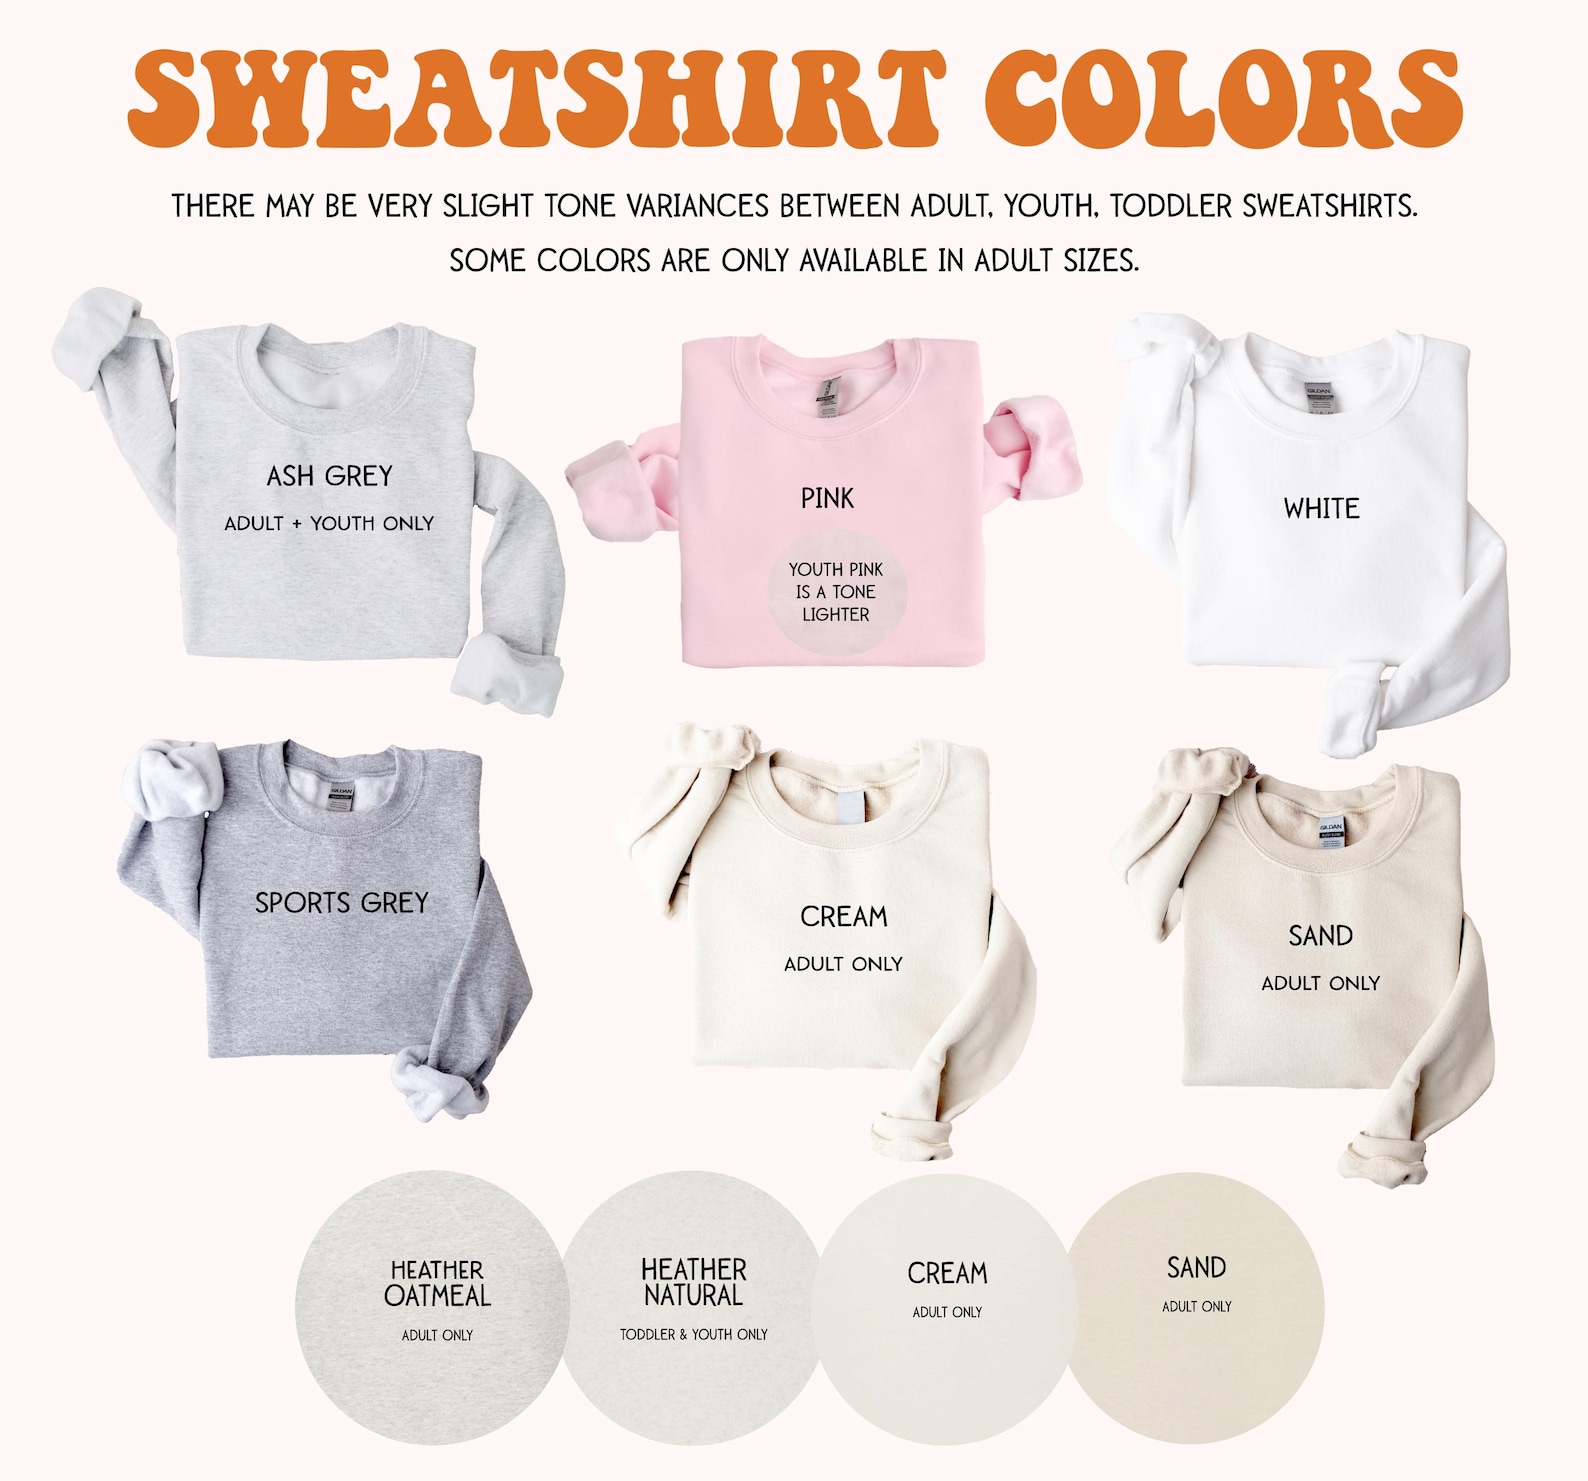 SWEATSHIRT COLORS
THERE MAY BE VERY SLIGHT TONE VARIANCES BETWEEN ADULT, YOUTH, TODDLER SWEATSHIRTS.
SOME COLORS ARE ONLY AVAILABLE IN ADULT SIZES.
ASH GREY
ADULT + YOUTH ONLY
PINK
YOUTH PINK
IS A TONE
LIGHTER
GILDAN
WHITE
GILDAN
SPORTS GREY
CREAM
ADULT ONLY
GILDAN
SAND
ADULT ONLY
HEATHER
OATMEAL
ADULT ONLY
HEATHER
NATURAL
TODDLER & YOUTH ONLY
CREAM
ADULT ONLY
SAND
ADULT ONLY